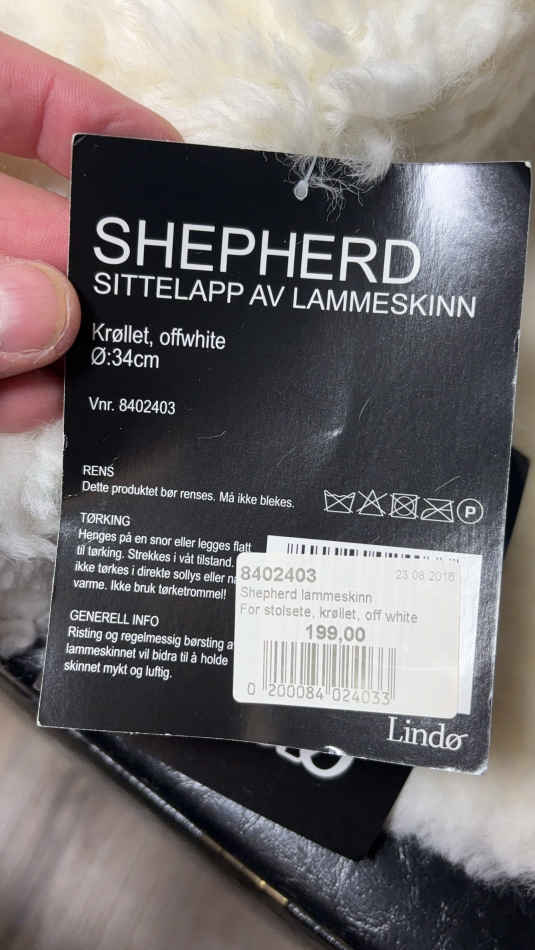 SHEPHERD
SITTELAPP AV LAMMESKINN
Krøllet, offwhite
Ø:34cm
Vnr. 8402403
RENS
Dette produktet bør renses. Må ikke blekes.
P
TØRKING
Henges på en snor eller legges flatt
til tørking. Strekkes i våt tilstand.
ikke tørkes i direkte sollys eller
varme. Ikke bruk tørketrommel!
GENERELL INFO
Risting og regelmessig børsting
lammeskinnet vil bidra til å holde
skinnet mykt og luftig.
8402403 23.08.2018
Shepherd lammeskinn
For stolsete, krøllet, off white
199,00
0 200084 024033
Lindø